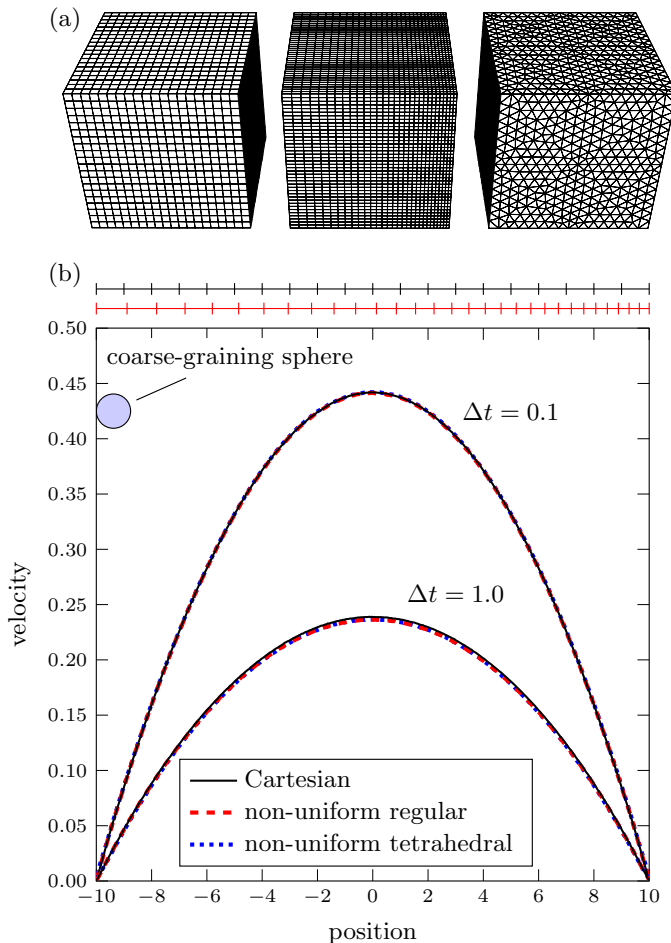 (a)
(b)
0.50
0.45
0.40
0.35
0.30
0.25
0.20
0.15
0.10
0.05
0.00
velocity
coarse-graining sphere
Δt = 0.1
Δt = 1.0
Cartesian
non-uniform regular
non-uniform tetrahedral
−10 −8 −6 −4 −2 0 2 4 6 8 10
position